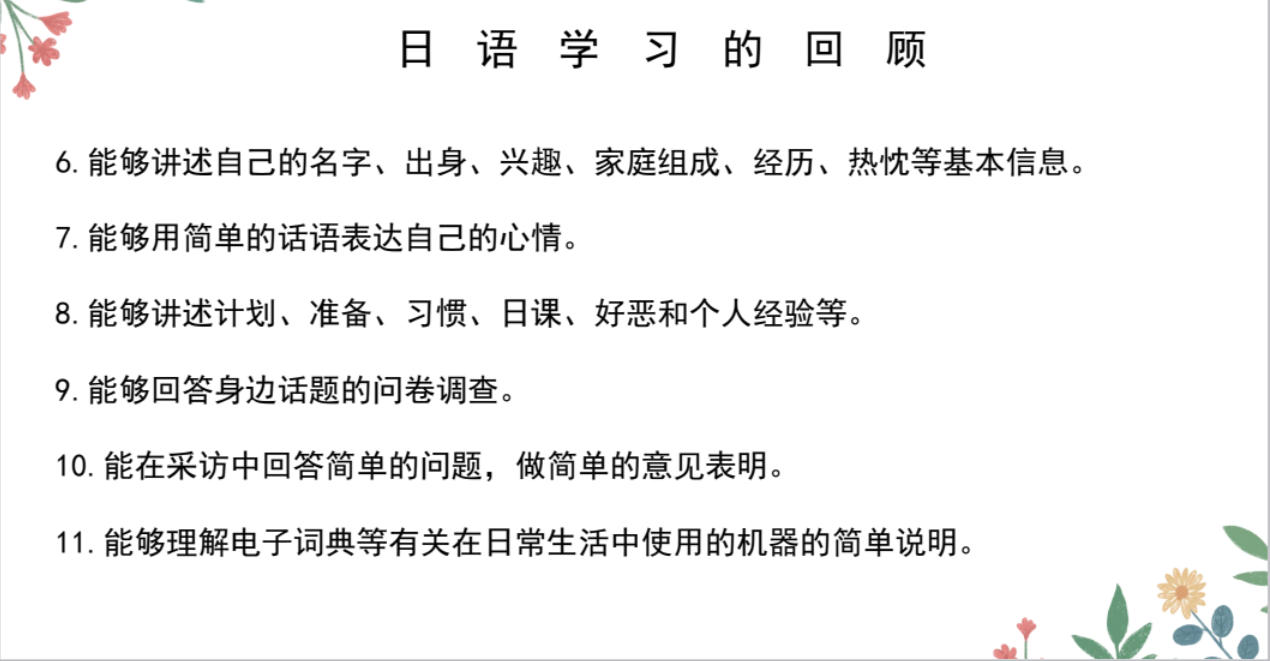 日语学习的回顾
6.能够讲述自己的名字、出身、兴趣、家庭组成、经历、热忱等基本信息。
7.能够用简单的话语表达自己的心情。
8.能够讲述计划、准备、习惯、日课、好恶和个人经验等。
9.能够回答身边话题的问卷调查。
10.能在采访中回答简单的问题，做简单的意见表明。
11.能够理解电子词典等有关在日常生活中使用的机器的简单说明。